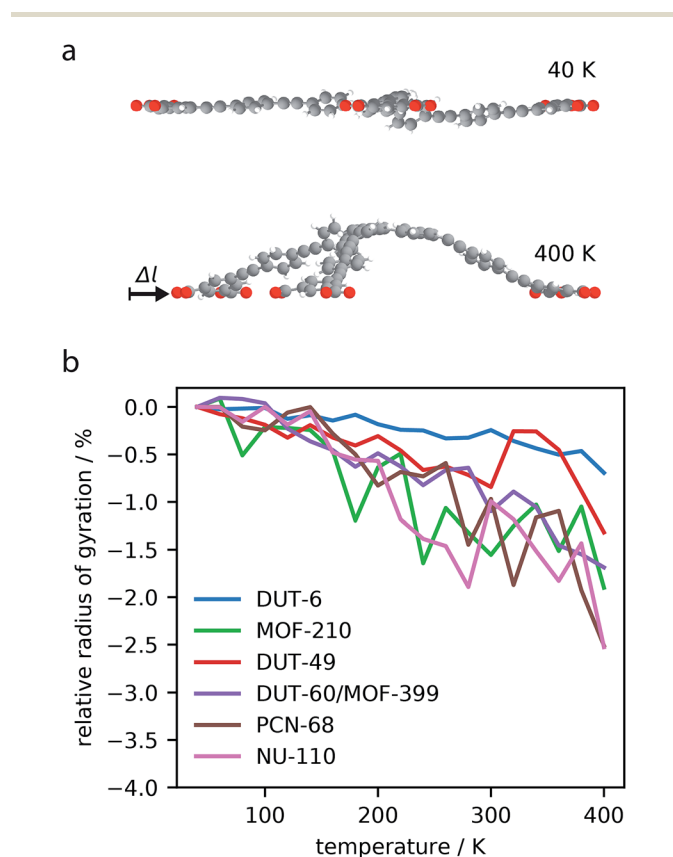 a
40 K
Δl
400 K
b
relative radius of gyration / %
0.0
−0.5
−1.0
−1.5
−2.0
−2.5
−3.0
−3.5
−4.0
DUT-6
MOF-210
DUT-49
DUT-60/MOF-399
PCN-68
NU-110
100
200
300
400
temperature / K